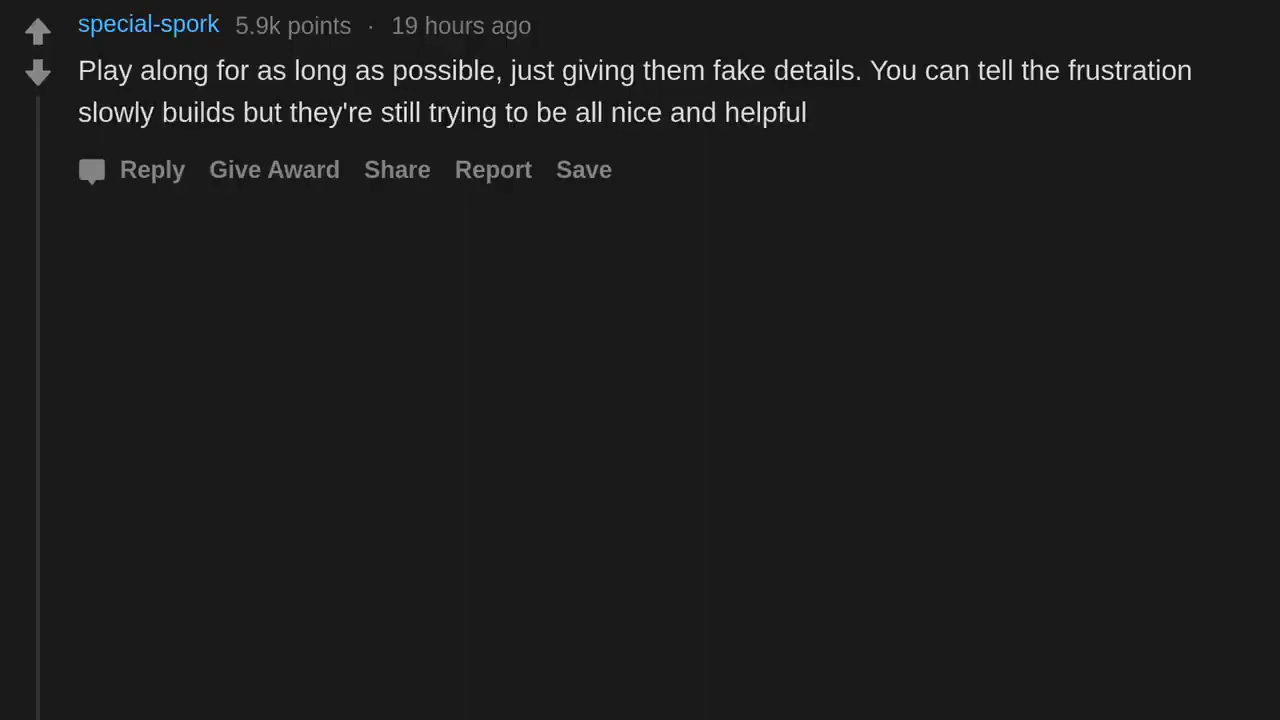 special-spork 5.9k points · 19 hours ago
Play along for as long as possible, just giving them fake details. You can tell the frustration
slowly builds but they're still trying to be all nice and helpful
Reply Give Award Share Report Save